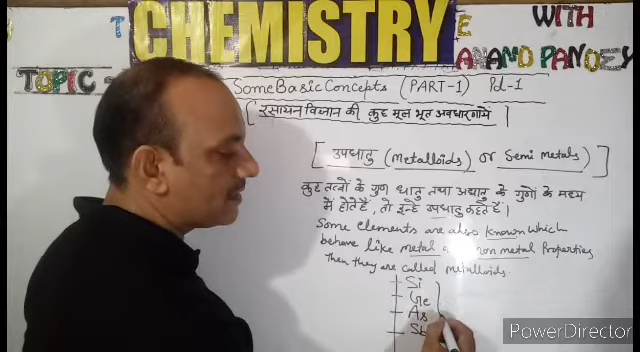 CHEMISTRY WITH
ANAND PANDEY
TOPIC -
Some Basic Concepts (PART-1) Pd-1
[रसायन विज्ञान की कुछ मूल भूत अवधारणायें]
[उपधातु (Metalloids) or Semi Metals)]
कुछ तत्वों के गुण धातु तथा अधातु के गुणों के मध्य
में होते हैं, तो इन्हें उपधातु कहते हैं।
Some elements are also known which
behave like metal non metal Properties
Then they are called metalloids.
Si
Ge
As
PowerDirector